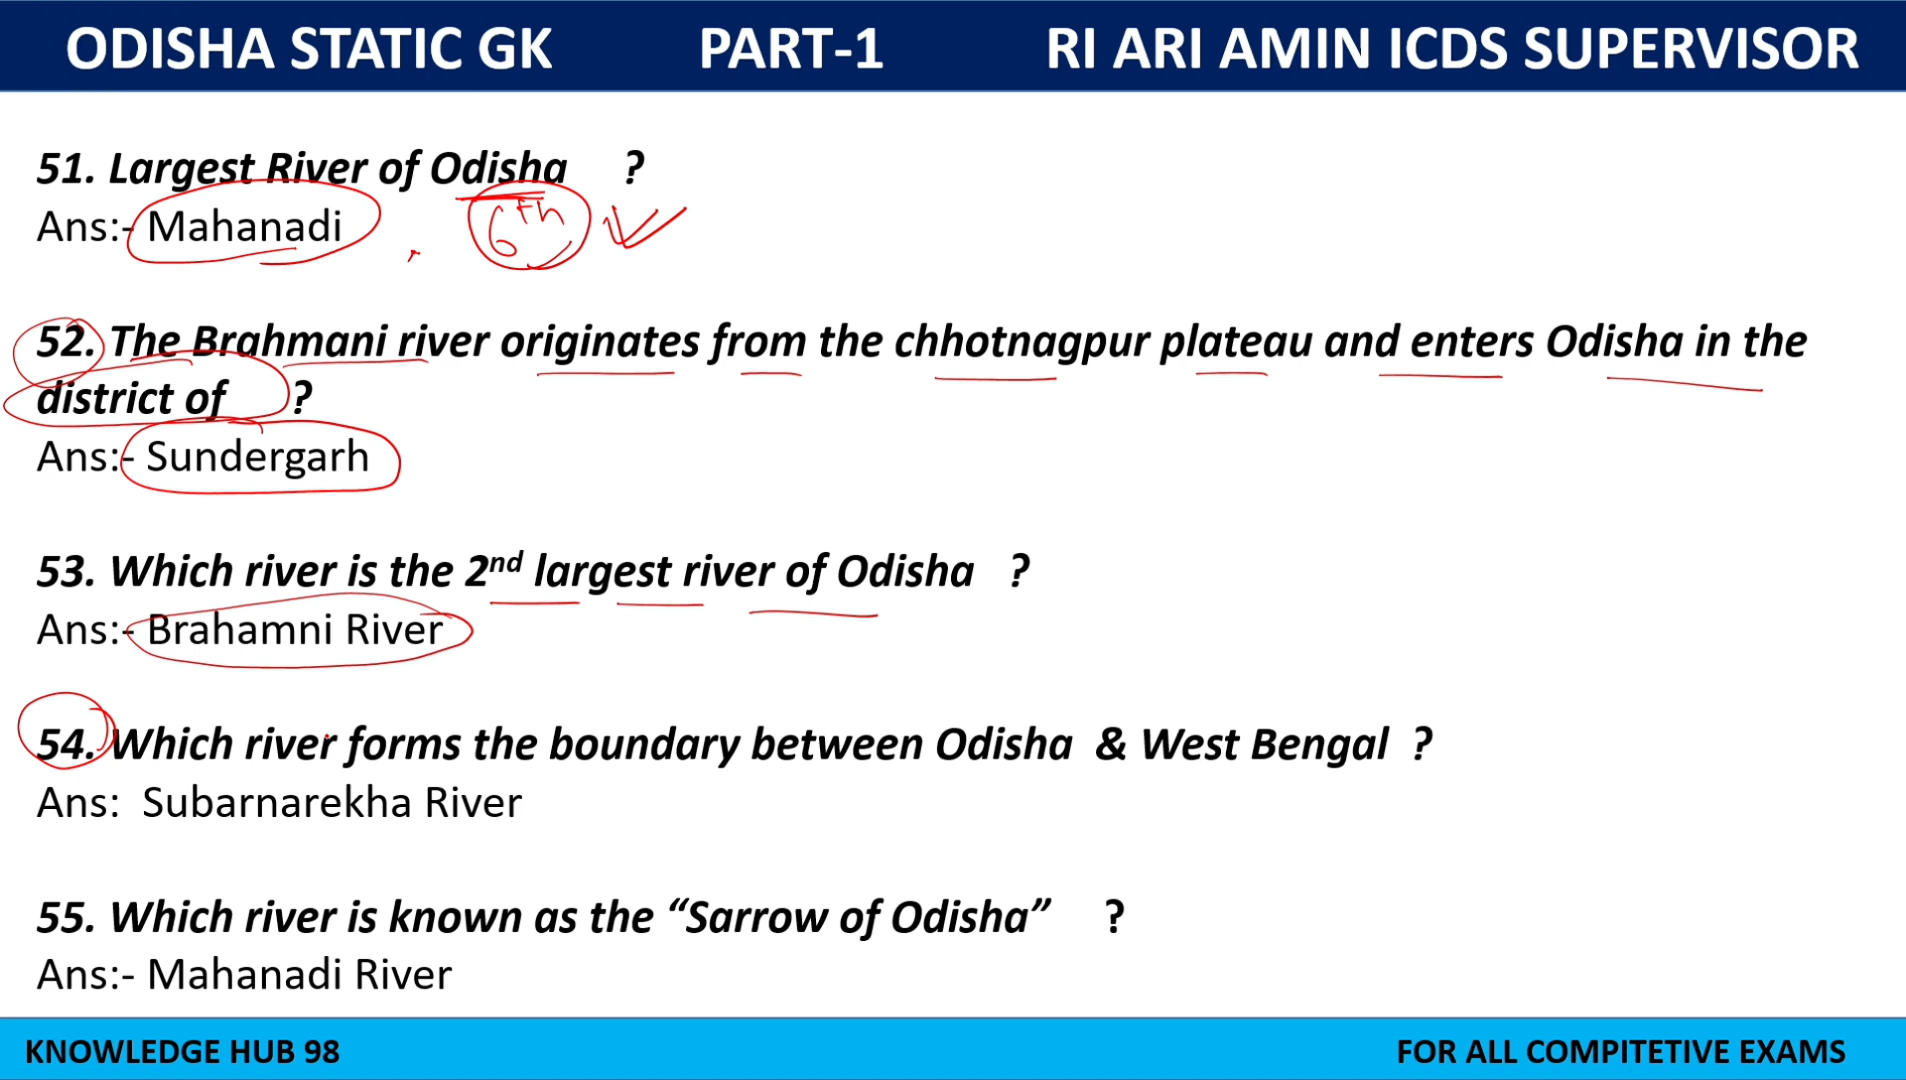 ODISHA STATIC GK PART-1 RI ARI AMIN ICDS SUPERVISOR
51. Largest River of Odisha ?
Ans:- Mahanadi 6th
52. The Brahmani river originates from the chhotnagpur plateau and enters Odisha in the
district of ?
Ans:- Sundergarh
53. Which river is the 2nd largest river of Odisha ?
Ans:- Brahamni River
54. Which river forms the boundary between Odisha & West Bengal ?
Ans: Subarnarekha River
55. Which river is known as the “Sarrow of Odisha” ?
Ans:- Mahanadi River
KNOWLEDGE HUB 98 FOR ALL COMPITETIVE EXAMS